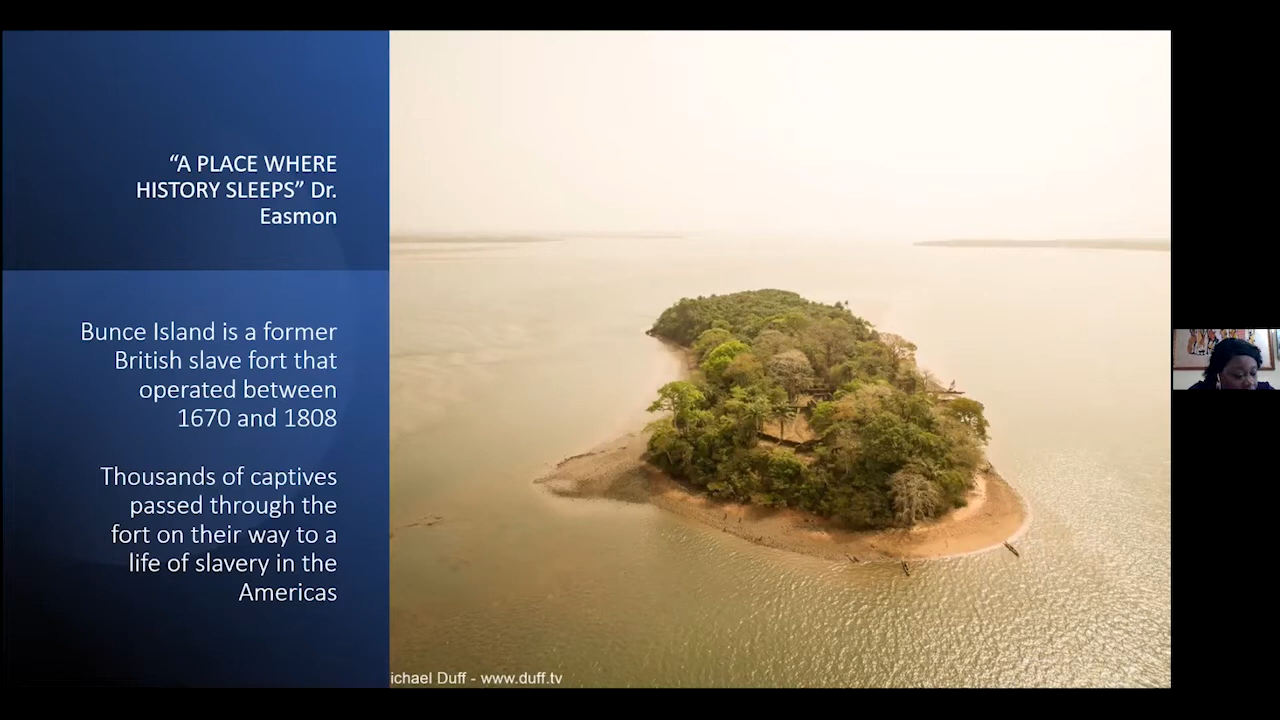 “A PLACE WHERE
HISTORY SLEEPS” Dr.
Easmon
Bunce Island is a former
British slave fort that
operated between
1670 and 1808
Thousands of captives
passed through the
fort on their way to a
life of slavery in the
Americas
ichael Duff - www.duff.tv